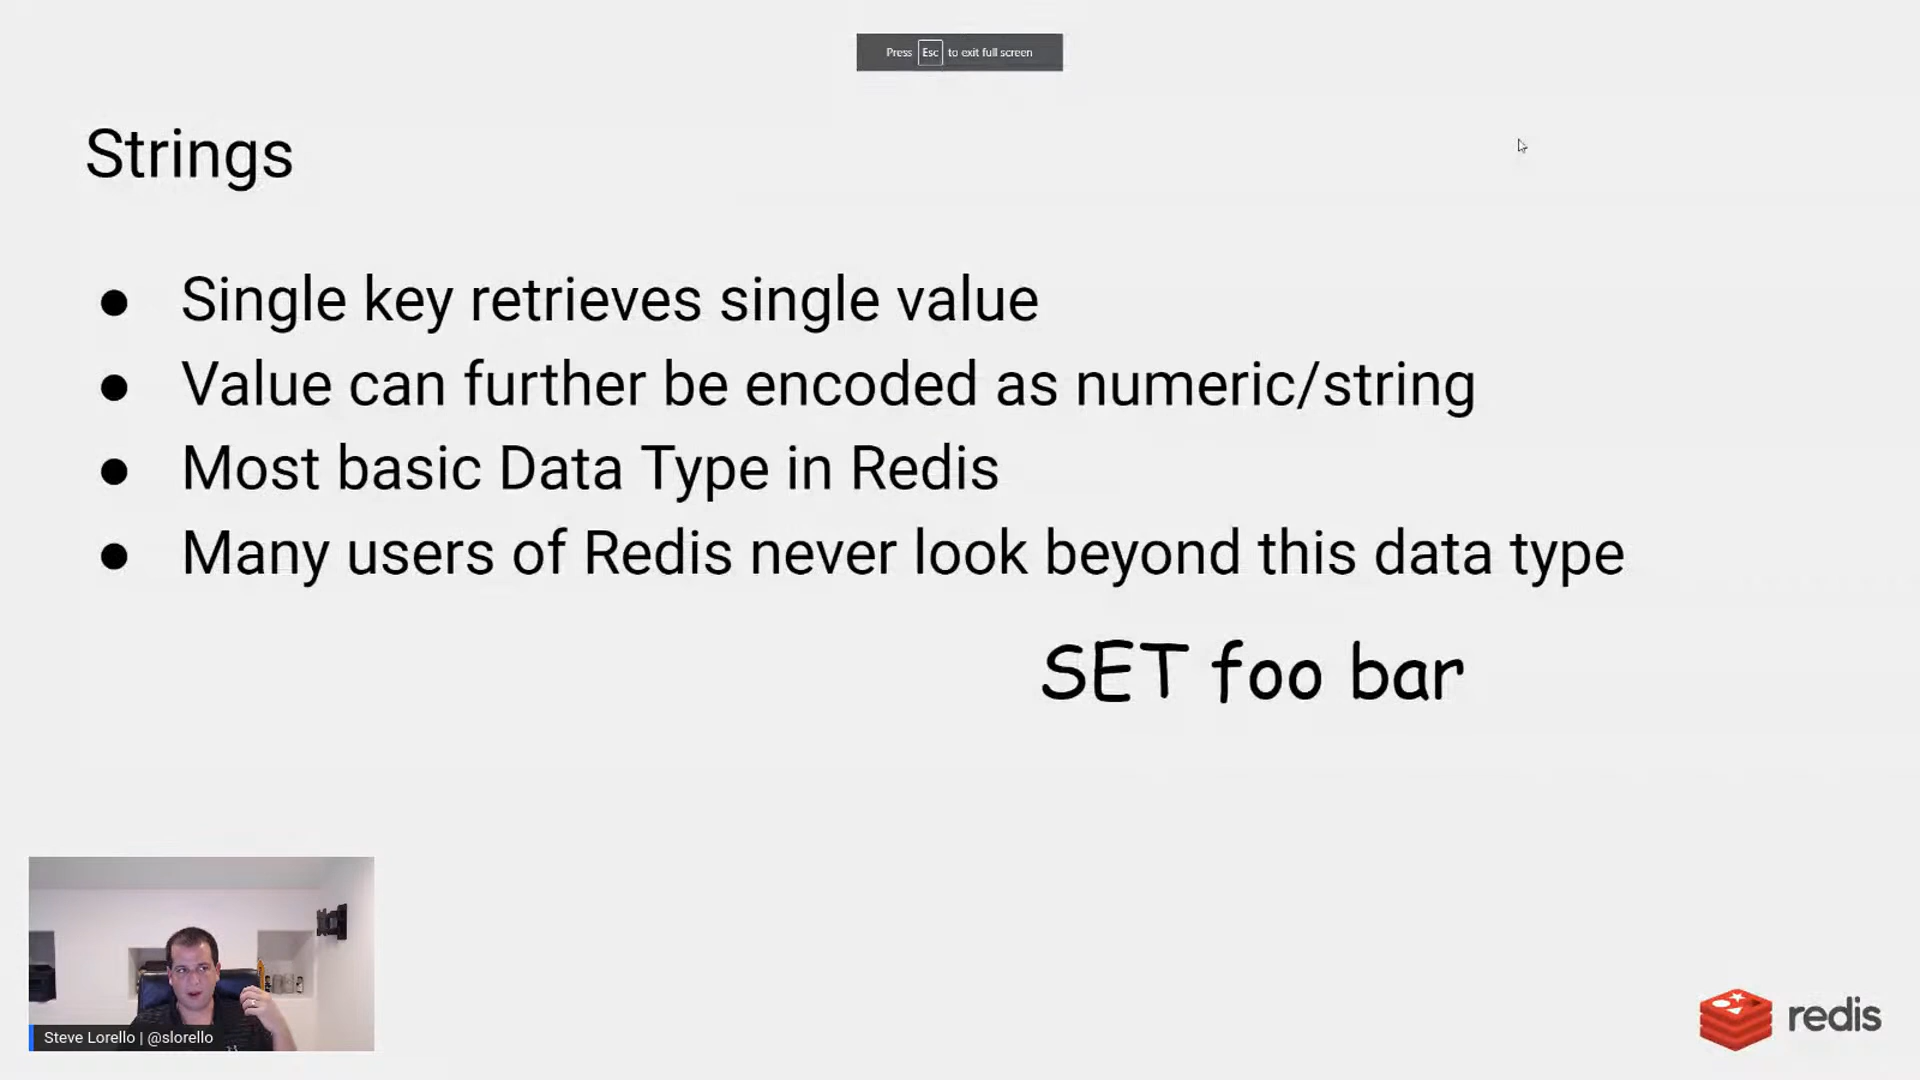 Press Esc to exit full screen
Strings
● Single key retrieves single value
● Value can further be encoded as numeric/string
● Most basic Data Type in Redis
● Many users of Redis never look beyond this data type
SET foo bar
Steve Lorello | @slorello
redis